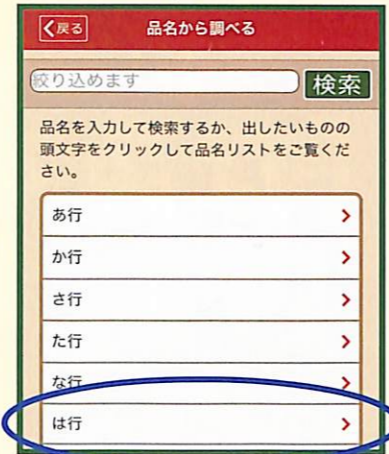 戻る
品名から調べる
絞り込めます
検索
品名を入力して検索するか、出したいものの
頭文字をクリックして品名リストをご覧くだ
さい。
あ行
か行
さ行
た行
な行
は行